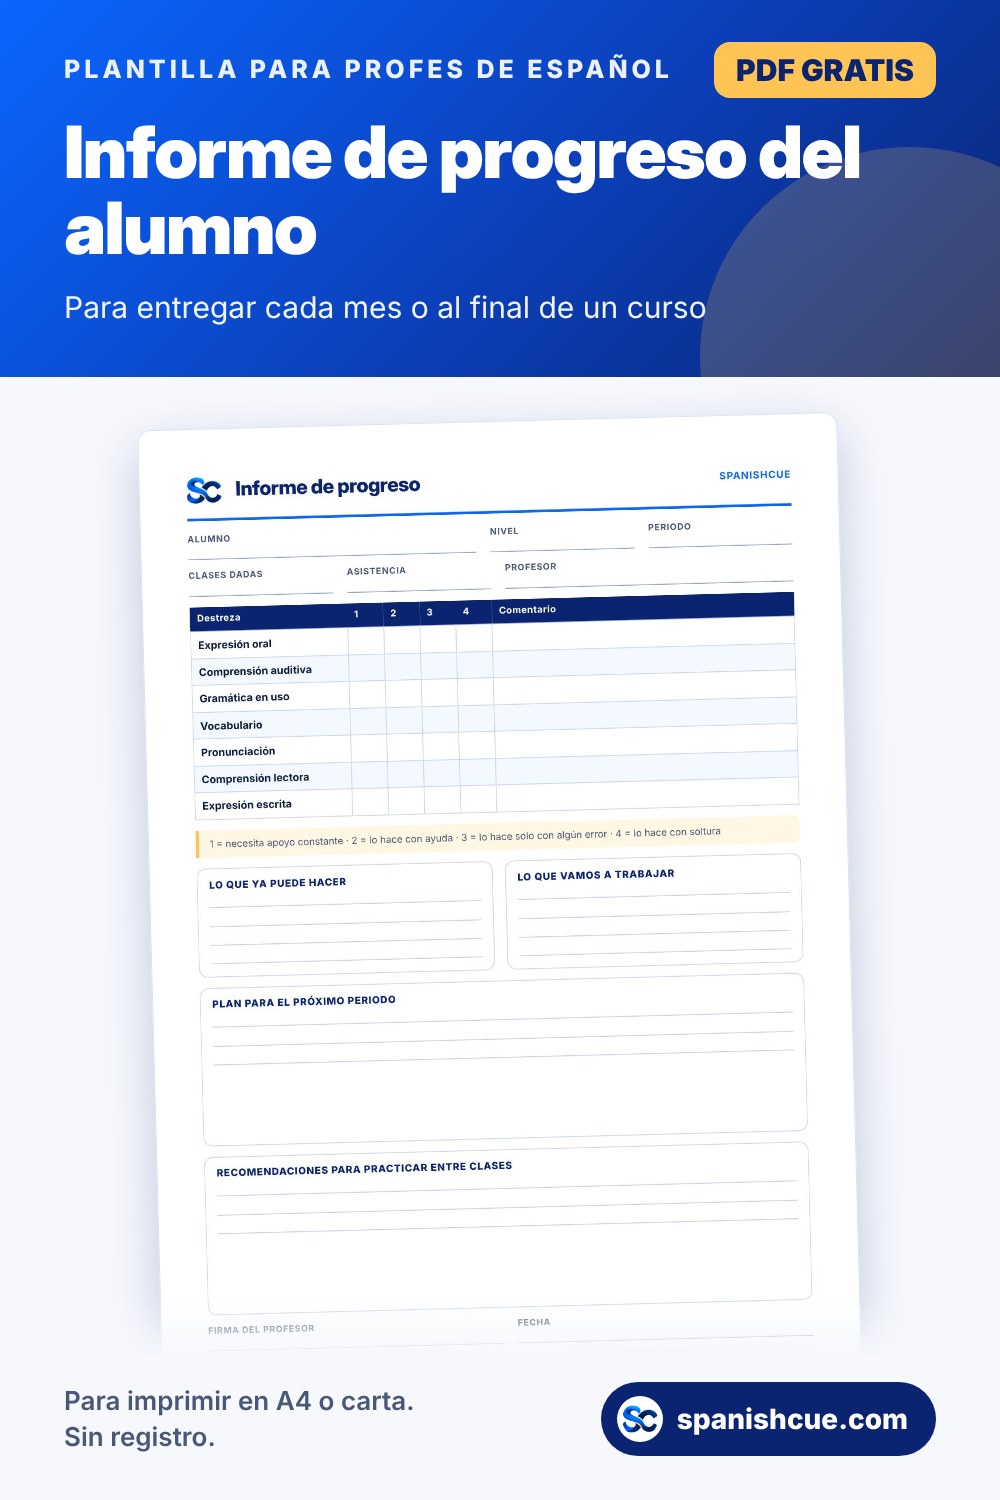 PLANTILLA PARA PROFES DE ESPAÑOL
PDF GRATIS
Informe de progreso del
alumno
Para entregar cada mes o al final de un curso
SC Informe de progreso
SPANISHCUE
ALUMNO NIVEL PERIODO
CLASES DADAS ASISTENCIA PROFESOR
Destreza 1 2 3 4 Comentario
Expresión oral
Comprensión auditiva
Gramática en uso
Vocabulario
Pronunciación
Comprensión lectora
Expresión escrita
1 = necesita apoyo constante · 2 = lo hace con ayuda · 3 = lo hace solo con algún error · 4 = lo hace con soltura
LO QUE YA PUEDE HACER
LO QUE VAMOS A TRABAJAR
PLAN PARA EL PRÓXIMO PERIODO
RECOMENDACIONES PARA PRACTICAR ENTRE CLASES
FIRMA DEL PROFESOR FECHA
Para imprimir en A4 o carta.
Sin registro.
SC spanishcue.com